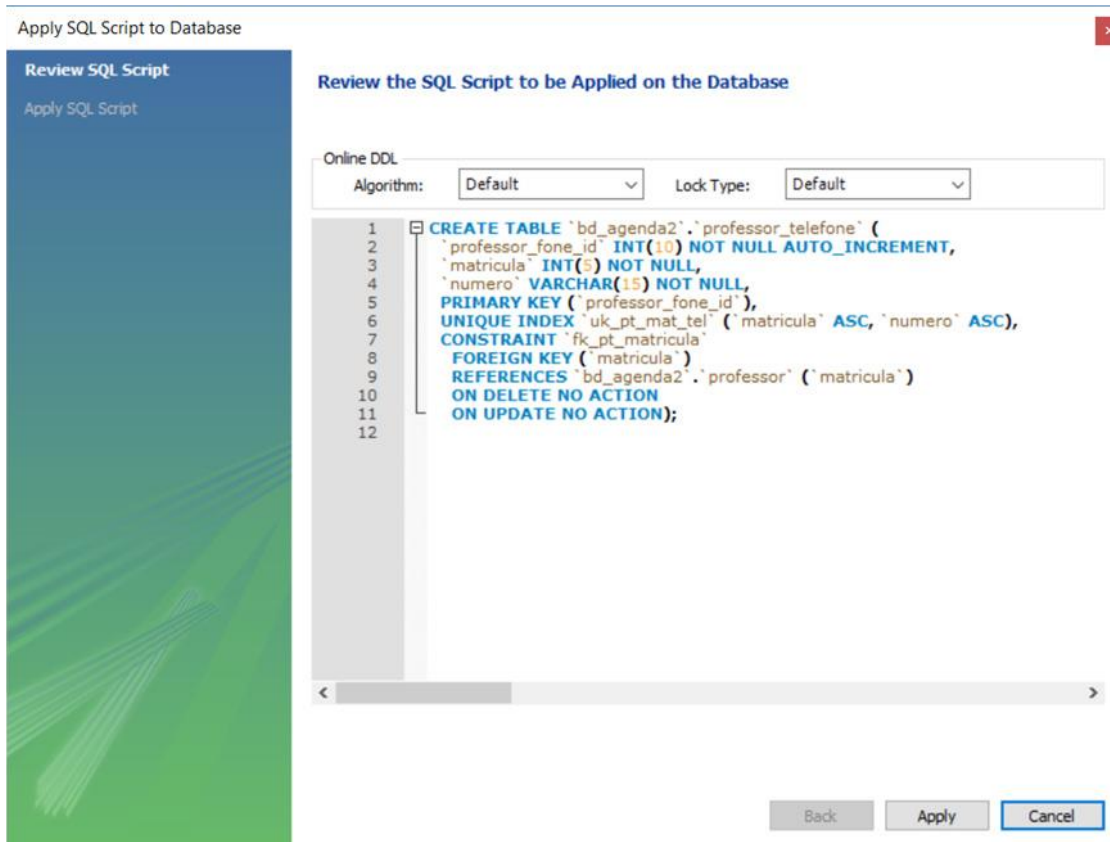 Apply SQL Script to Database
Review SQL Script
Apply SQL Script
Review the SQL Script to be Applied on the Database
Online DDL
Algorithm: Default Lock Type: Default
1 CREATE TABLE `bd_agenda2`.`professor_telefone` (
2 `professor_fone_id` INT(10) NOT NULL AUTO_INCREMENT,
3 `matricula` INT(5) NOT NULL,
4 `numero` VARCHAR(15) NOT NULL,
5 PRIMARY KEY (`professor_fone_id`),
6 UNIQUE INDEX `uk_pt_mat_tel` (`matricula` ASC, `numero` ASC),
7 CONSTRAINT `fk_pt_matricula`
8 FOREIGN KEY (`matricula`)
9 REFERENCES `bd_agenda2`.`professor` (`matricula`)
10 ON DELETE NO ACTION
11 ON UPDATE NO ACTION);
12
Back Apply Cancel